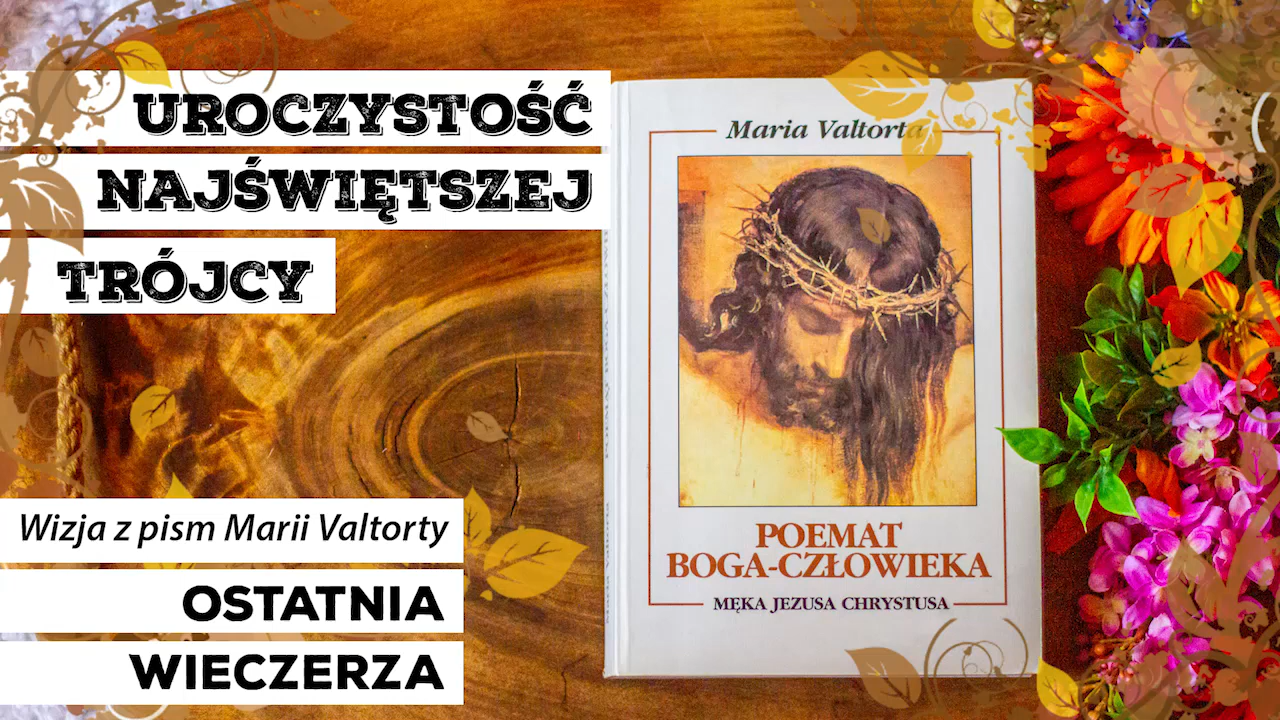 UROCZYSTOŚĆ
NAJŚWIĘTSZEJ
TRÓJCY
Wizja z pism Marii Valtorty
OSTATNIA
WIECZERZA
Maria Valtorta
POEMAT
BOGA-CZŁOWIEKA
MĘKA JEZUSA CHRYSTUSA